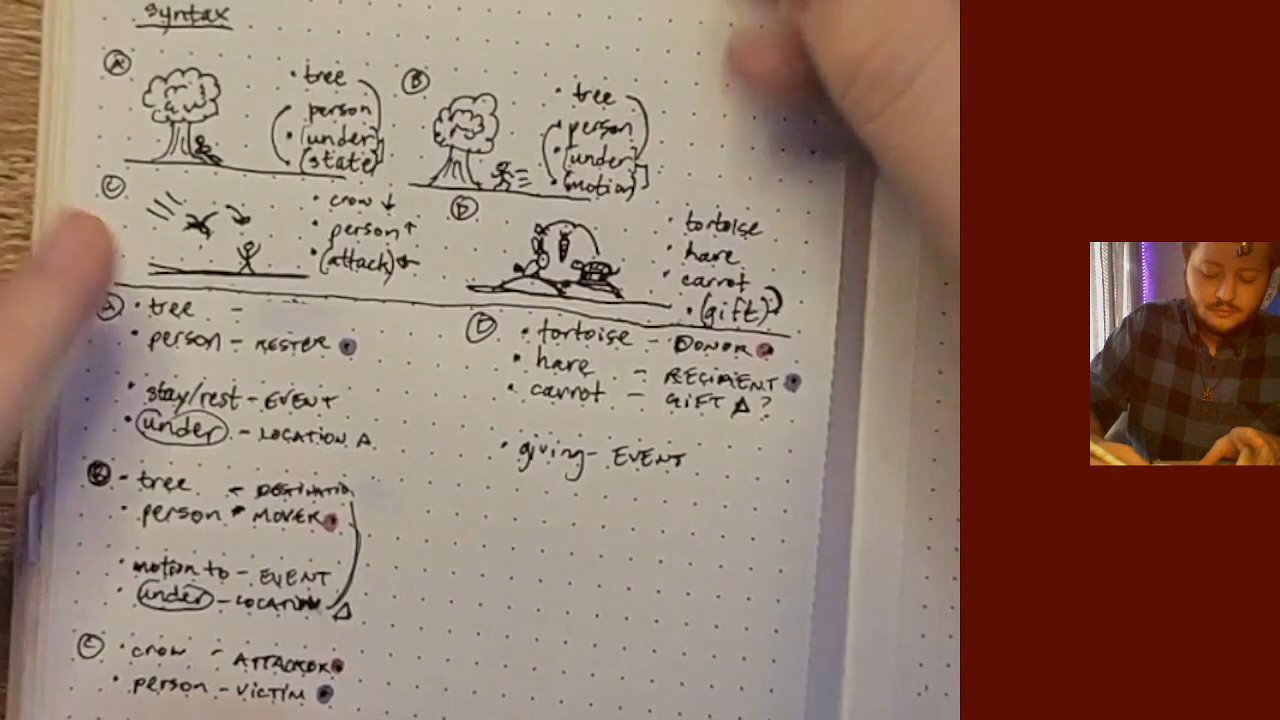 syntax
A
• tree
person
• (under)
(state)
B
• tree
person
• (under)
• (motion)
C
• crow ↓
• person ↑
• (attack) ←
D
• tortoise
• hare
• carrot
• (gift)
A • tree –
• person – RESTER
• stay/rest – EVENT
• under – LOCATION Δ
B – tree – DESTINATION
• person – MOVER
• motion to – EVENT
• under – LOCATION Δ
C • crow – ATTACKER
• person – VICTIM
D • tortoise – DONOR
• hare – RECIPIENT
• carrot – GIFT Δ?
• giving – EVENT